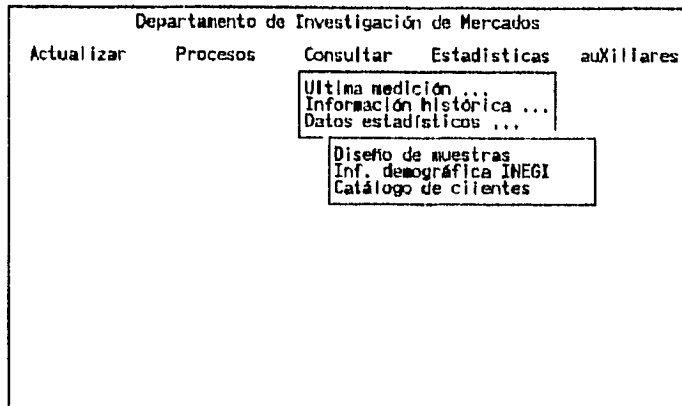 Departamento de Investigación de Mercados
Actualizar Procesos Consultar Estadisticas auXiliares
Ultima medición ...
Información histórica ...
Datos estadísticos ...
Diseño de muestras
Inf. demográfica INEGI
Catálogo de clientes